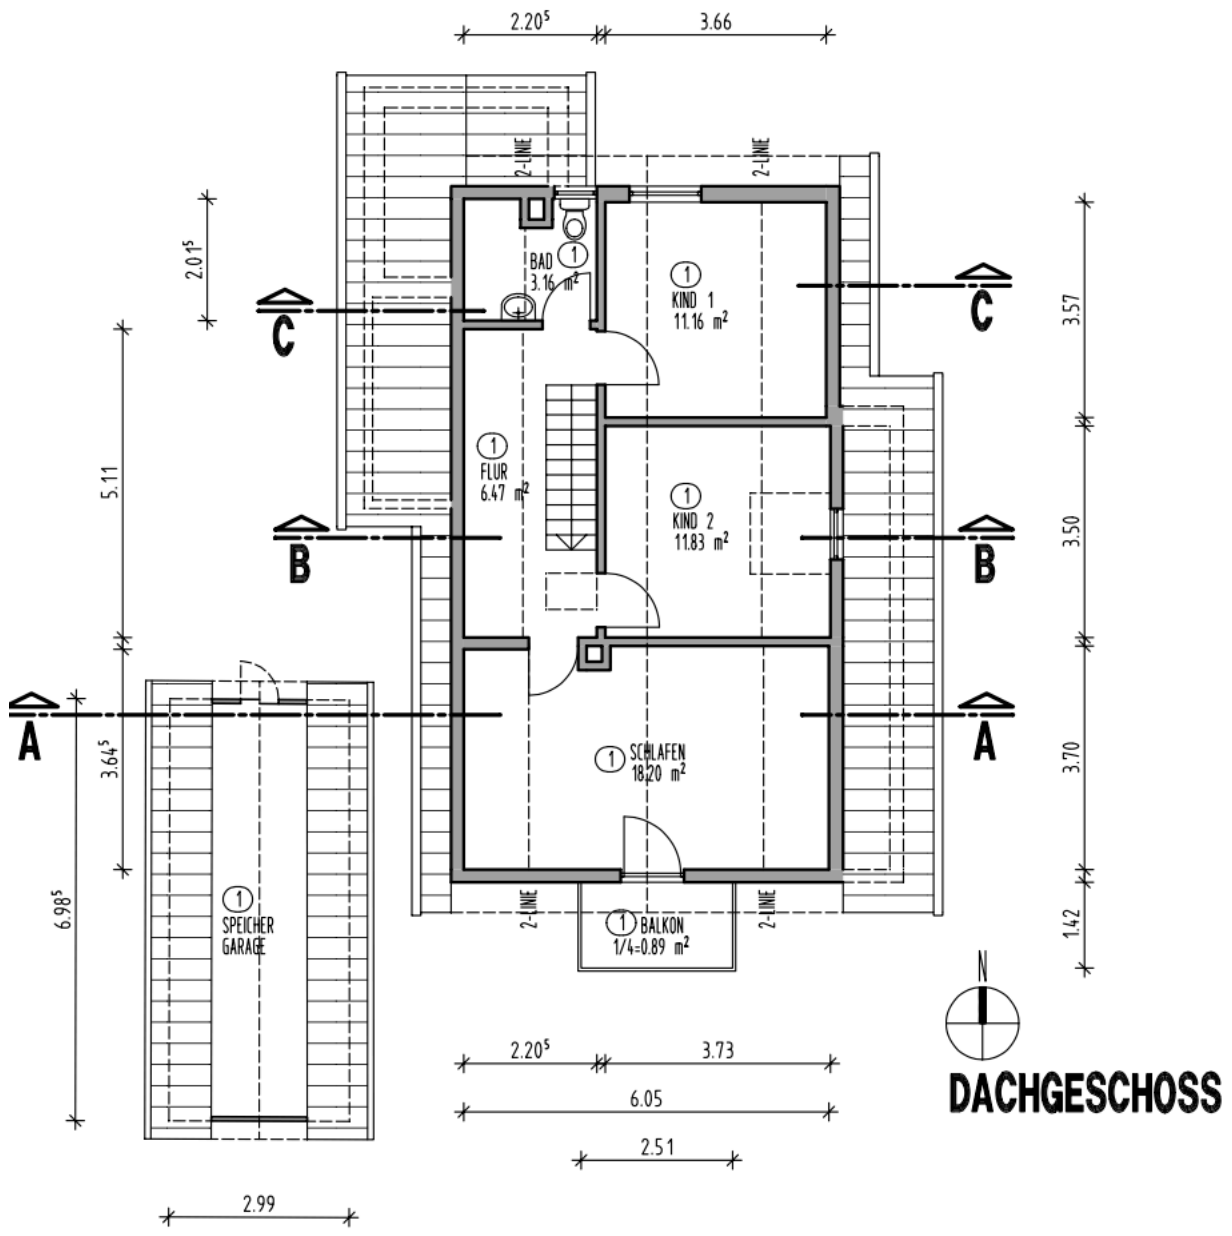 2.20⁵ 3.66
2-LINIE 2-LINIE
2.01⁵
1
BAD
3.16 m²
1
KIND 1
11.16 m²
C C
3.57
5.11
1
FLUR
6.47 m²
1
KIND 2
11.83 m²
B B
3.50
A A
3.64⁵
1 SCHLAFEN
18.20 m²
3.70
6.98⁵
1
SPEICHER
GARAGE
2-LINIE 2-LINIE
1 BALKON
1/4=0.89 m²
1.42
N
2.20⁵ 3.73
DACHGESCHOSS
6.05
2.51
2.99